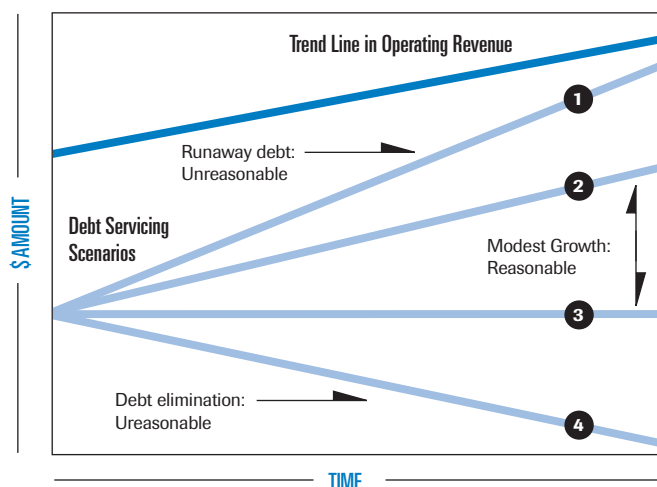 Trend Line in Operating Revenue
1
Runaway debt:
Unreasonable
2
Debt Servicing
Scenarios
$ AMOUNT
Modest Growth:
Reasonable
3
Debt elimination:
Ureasonable
4
TIME